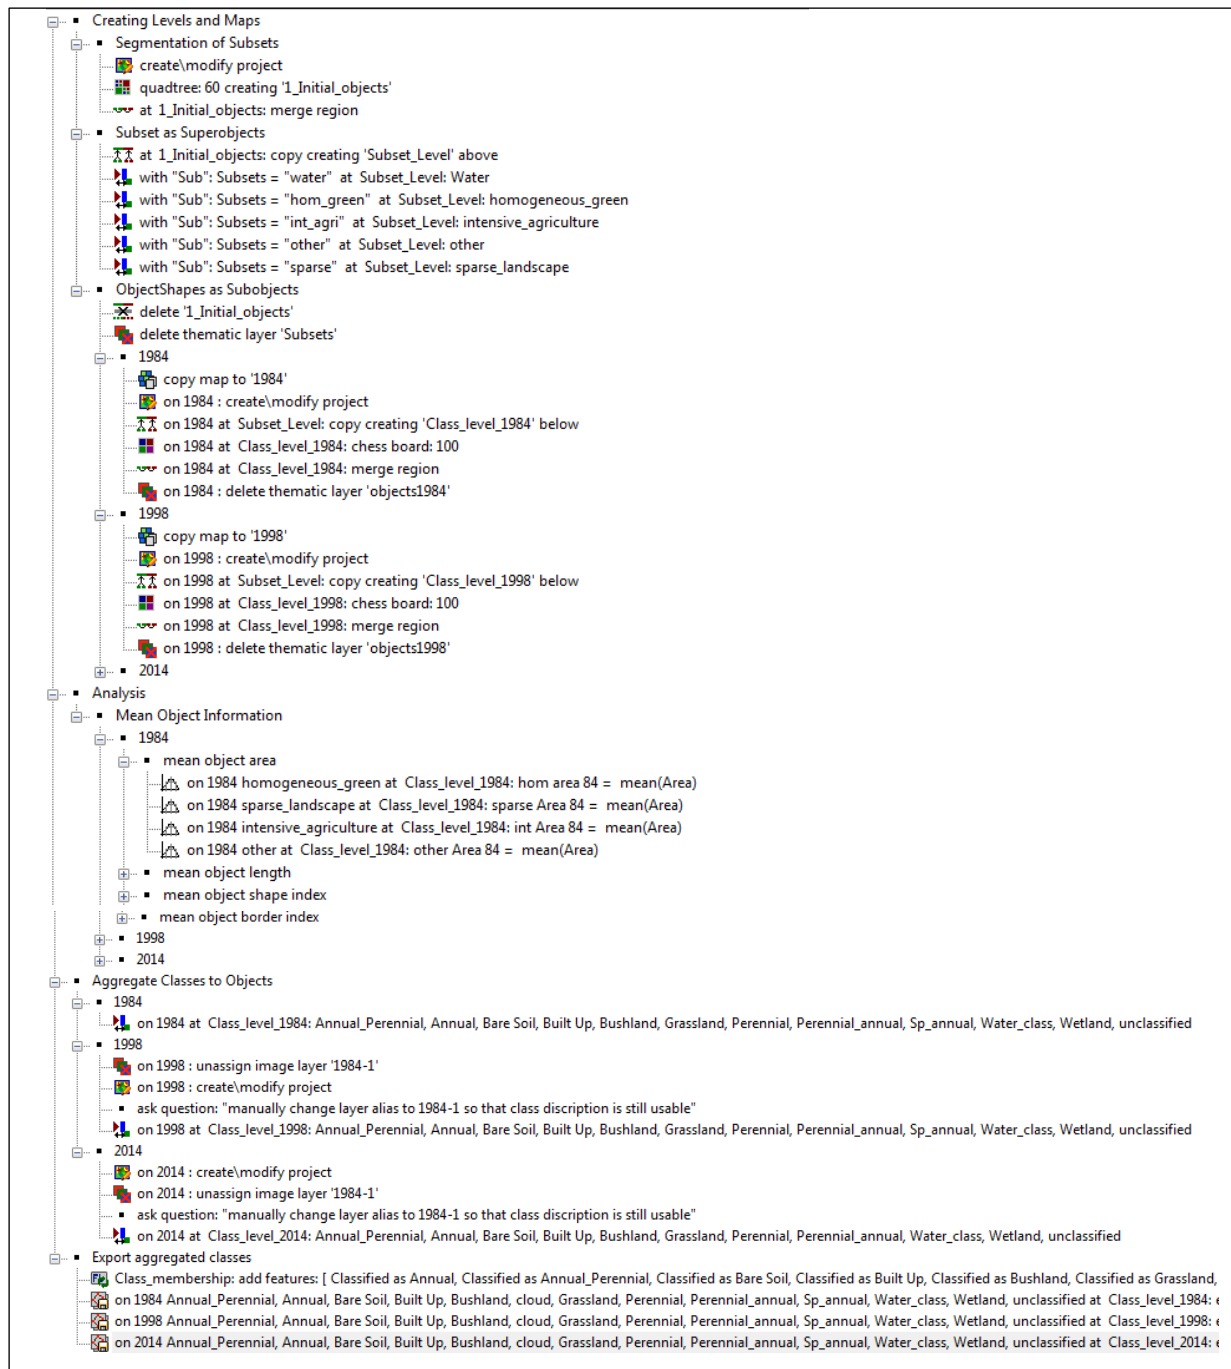 Creating Levels and Maps
Segmentation of Subsets
create\modify project
quadtree: 60 creating '1_Initial_objects'
at 1_Initial_objects: merge region
Subset as Superobjects
at 1_Initial_objects: copy creating 'Subset_Level' above
with "Sub": Subsets = "water" at Subset_Level: Water
with "Sub": Subsets = "hom_green" at Subset_Level: homogeneous_green
with "Sub": Subsets = "int_agri" at Subset_Level: intensive_agriculture
with "Sub": Subsets = "other" at Subset_Level: other
with "Sub": Subsets = "sparse" at Subset_Level: sparse_landscape
ObjectShapes as Subobjects
delete '1_Initial_objects'
delete thematic layer 'Subsets'
1984
copy map to '1984'
on 1984 : create\modify project
on 1984 at Subset_Level: copy creating 'Class_level_1984' below
on 1984 at Class_level_1984: chess board: 100
on 1984 at Class_level_1984: merge region
on 1984 : delete thematic layer 'objects1984'
1998
copy map to '1998'
on 1998 : create\modify project
on 1998 at Subset_Level: copy creating 'Class_level_1998' below
on 1998 at Class_level_1998: chess board: 100
on 1998 at Class_level_1998: merge region
on 1998 : delete thematic layer 'objects1998'
2014
Analysis
Mean Object Information
1984
mean object area
on 1984 homogeneous_green at Class_level_1984: hom area 84 = mean(Area)
on 1984 sparse_landscape at Class_level_1984: sparse Area 84 = mean(Area)
on 1984 intensive_agriculture at Class_level_1984: int Area 84 = mean(Area)
on 1984 other at Class_level_1984: other Area 84 = mean(Area)
mean object length
mean object shape index
mean object border index
1998
2014
Aggregate Classes to Objects
1984
on 1984 at Class_level_1984: Annual_Perennial, Annual, Bare Soil, Built Up, Bushland, Grassland, Perennial, Perennial_annual, Sp_annual, Water_class, Wetland, unclassified
1998
on 1998 : unassign image layer '1984-1'
on 1998 : create\modify project
ask question: "manually change layer alias to 1984-1 so that class discription is still usable"
on 1998 at Class_level_1998: Annual_Perennial, Annual, Bare Soil, Built Up, Bushland, Grassland, Perennial, Perennial_annual, Sp_annual, Water_class, Wetland, unclassified
2014
on 2014 : create\modify project
on 2014 : unassign image layer '1984-1'
ask question: "manually change layer alias to 1984-1 so that class discription is still usable"
on 2014 at Class_level_2014: Annual_Perennial, Annual, Bare Soil, Built Up, Bushland, Grassland, Perennial, Perennial_annual, Water_class, Wetland, unclassified
Export aggregated classes
Class_membership: add features: [ Classified as Annual, Classified as Annual_Perennial, Classified as Bare Soil, Classified as Built Up, Classified as Bushland, Classified as Grassland,
on 1984 Annual_Perennial, Annual, Bare Soil, Built Up, Bushland, cloud, Grassland, Perennial, Perennial_annual, Sp_annual, Water_class, Wetland, unclassified at Class_level_1984:
on 1998 Annual_Perennial, Annual, Bare Soil, Built Up, Bushland, cloud, Grassland, Perennial, Perennial_annual, Sp_annual, Water_class, Wetland, unclassified at Class_level_1998:
on 2014 Annual_Perennial, Annual, Bare Soil, Built Up, Bushland, cloud, Grassland, Perennial, Perennial_annual, Sp_annual, Water_class, Wetland, unclassified at Class_level_2014: